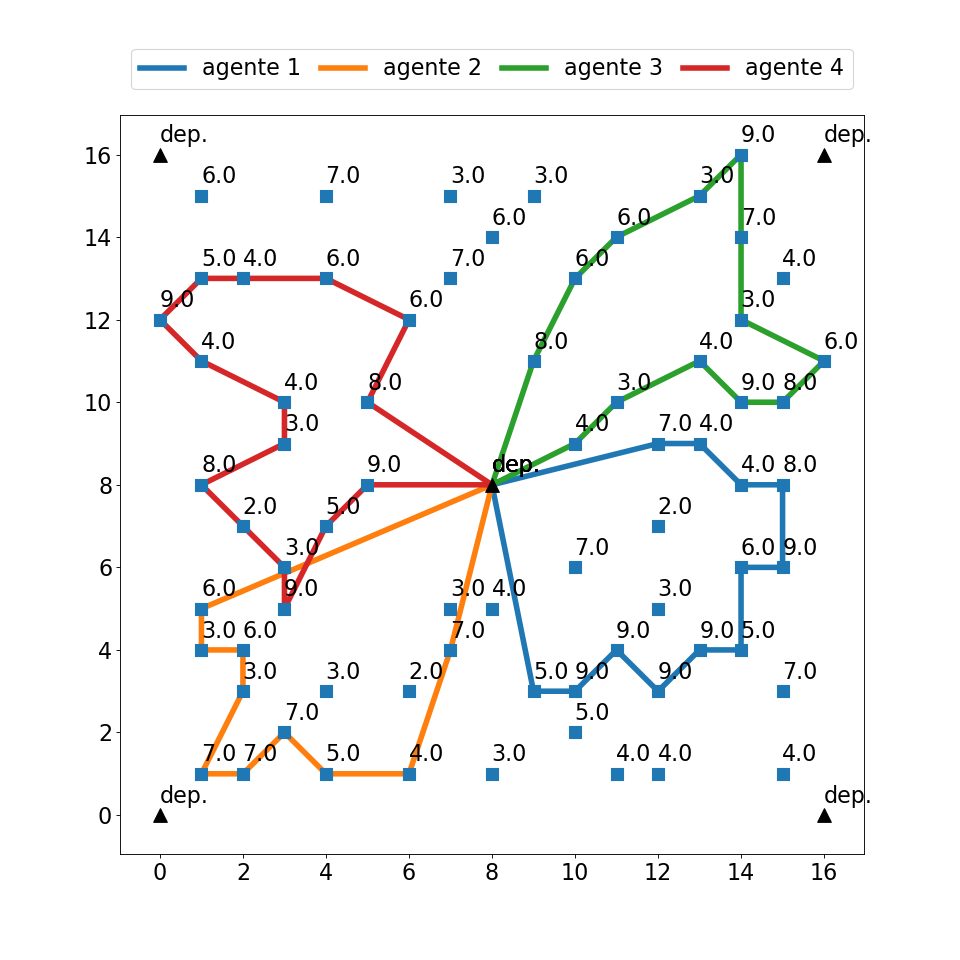 agente 1 agente 2 agente 3 agente 4
dep. 9.0 dep.
16
6.0 7.0 3.0 3.0 3.0
6.0 6.0 7.0
14
5.0 4.0 6.0 7.0 6.0 4.0
9.0 6.0 3.0
12
4.0 8.0 4.0 6.0
4.0 8.0 3.0 9.0 8.0
10
3.0 4.0 7.0 4.0
8.0 9.0 dep. 4.0 8.0
8
2.0 5.0 2.0
3.0 7.0 6.0 9.0
6
6.0 9.0 3.0 4.0 3.0
3.0 6.0 7.0 9.0 9.0 5.0
4
3.0 3.0 2.0 5.0 9.0 9.0 7.0
7.0 5.0
2
7.0 7.0 5.0 4.0 3.0 4.0 4.0 4.0
dep. dep.
0
0 2 4 6 8 10 12 14 16